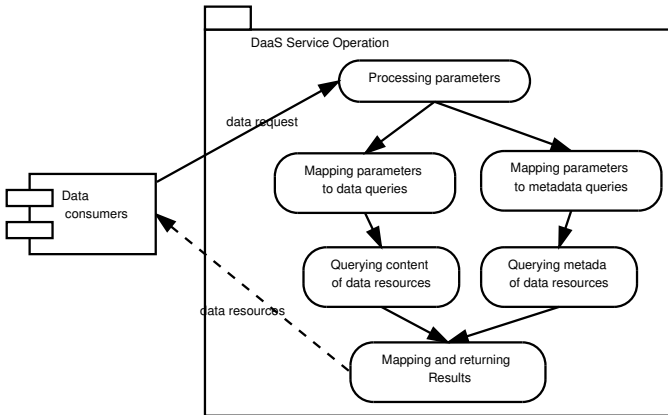 DaaS Service Operation
Processing parameters
data request
Mapping parameters
to data queries
Mapping parameters
to metadata queries
Data
consumers
Querying content
of data resources
Querying metada
of data resources
data resources
Mapping and returning
Results